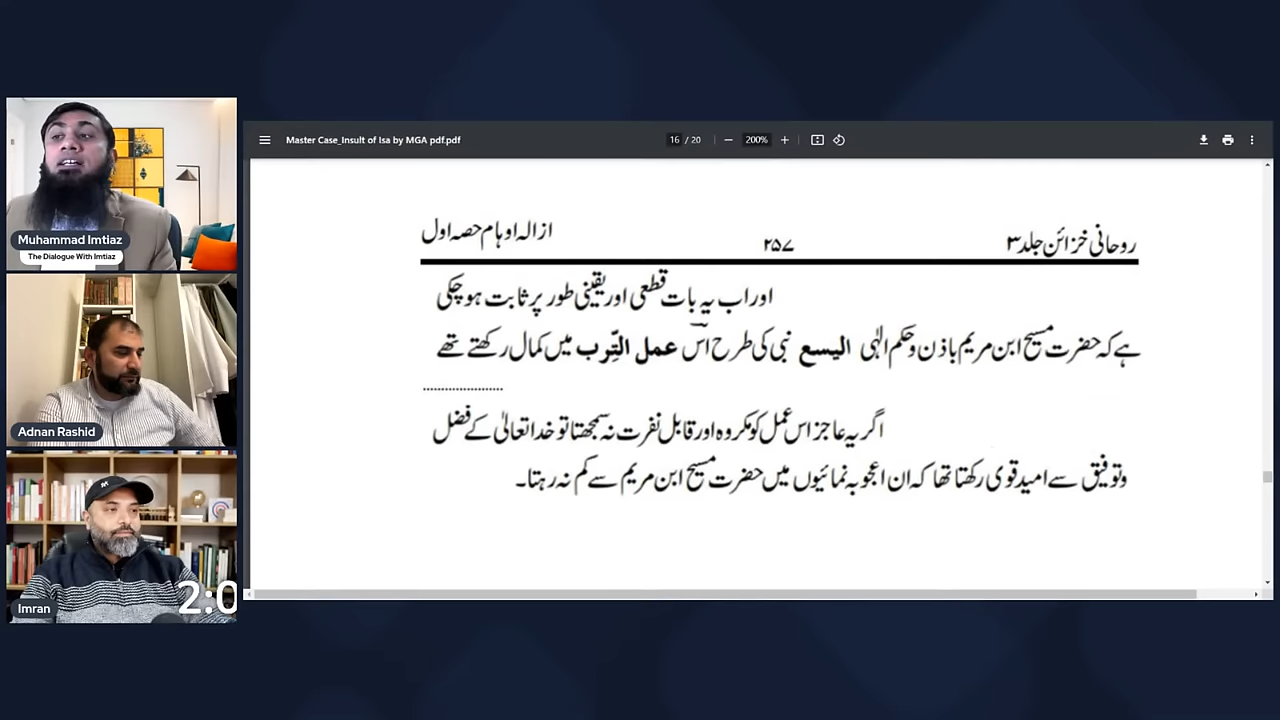 Master Case_Insult of Isa by MGA pdf.pdf
16 / 20
200%
روحانی خزائن جلد۳
۲۵۷
ازالہ اوہام حصہ اول
اور اب یہ بات قطعی اور یقینی طور پر ثابت ہو چکی
ہے کہ حضرت مسیح ابن مریم باذن و حکم الٰہی الیسع نبی کی طرح اس عمل الترب میں کمال رکھتے تھے
......................
اگر یہ عاجز اس عمل کو مکروہ اور قابل نفرت نہ سمجھتا تو خدا تعالیٰ کے فضل
وتوفیق سے امید قوی رکھتا تھا کہ ان اعجوبہ نمائیوں میں حضرت مسیح ابن مریم سے کم نہ رہتا۔
Muhammad Imtiaz
The Dialogue With Imtiaz
Adnan Rashid
Imran
2:0